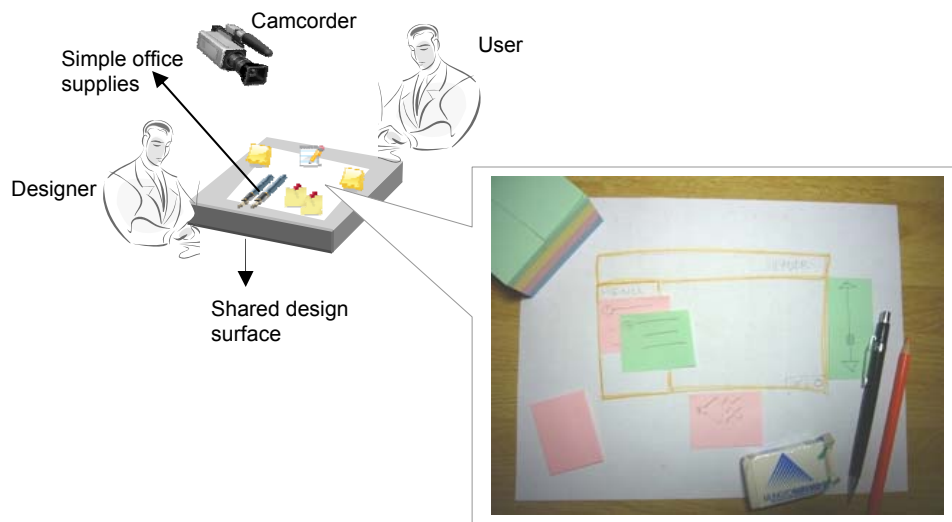 Camcorder
User
Simple office
supplies
Designer
Shared design
surface